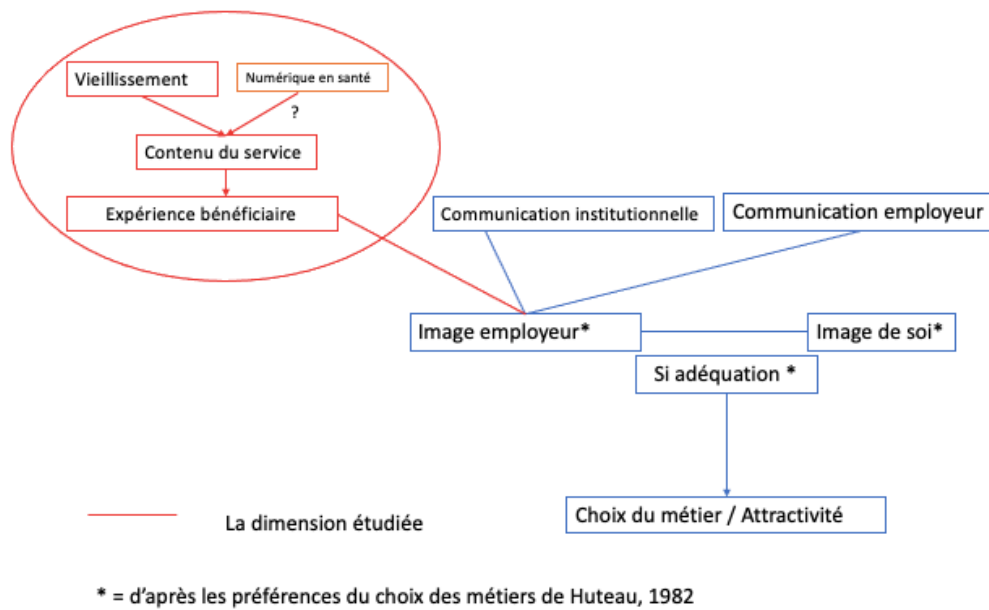 Vieillissement
Numérique en santé
?
Contenu du service
Expérience bénéficiaire
Communication institutionnelle
Communication employeur
Image employeur*
Image de soi*
Si adéquation *
Choix du métier / Attractivité
La dimension étudiée
* = d'après les préférences du choix des métiers de Huteau, 1982